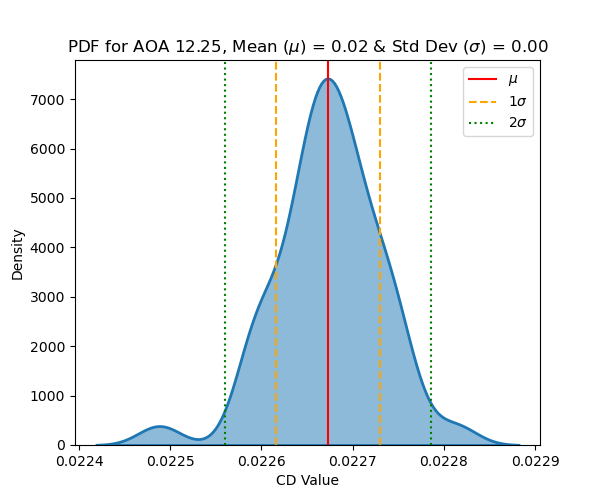 PDF for AOA 12.25, Mean (μ) = 0.02 & Std Dev (σ) = 0.00
μ
1σ
2σ
7000
6000
5000
4000
3000
2000
1000
0
Density
0.0224 0.0225 0.0226 0.0227 0.0228 0.0229
CD Value